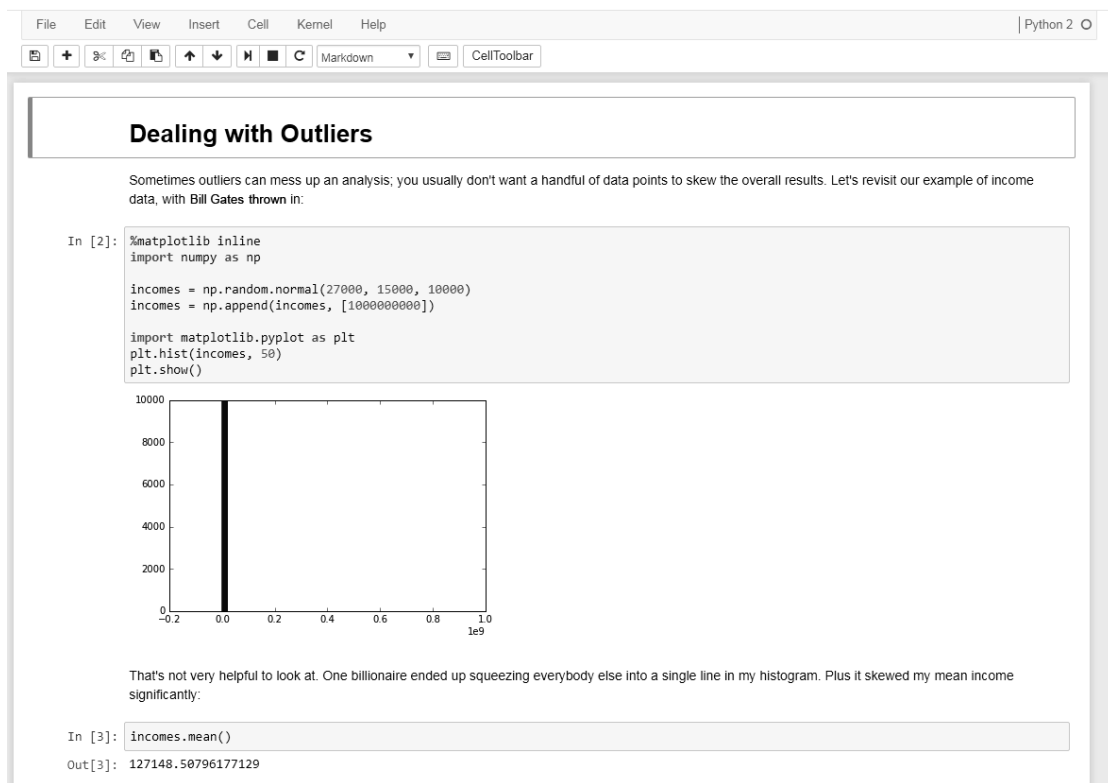 File Edit View Insert Cell Kernel Help Python 2
Markdown CellToolbar
Dealing with Outliers
Sometimes outliers can mess up an analysis; you usually don't want a handful of data points to skew the overall results. Let's revisit our example of income
data, with Bill Gates thrown in:
In [2]: %matplotlib inline
import numpy as np
incomes = np.random.normal(27000, 15000, 10000)
incomes = np.append(incomes, [1000000000])
import matplotlib.pyplot as plt
plt.hist(incomes, 50)
plt.show()
10000
8000
6000
4000
2000
0
−0.2 0.0 0.2 0.4 0.6 0.8 1.0
1e9
That's not very helpful to look at. One billionaire ended up squeezing everybody else into a single line in my histogram. Plus it skewed my mean income
significantly:
In [3]: incomes.mean()
Out[3]: 127148.50796177129